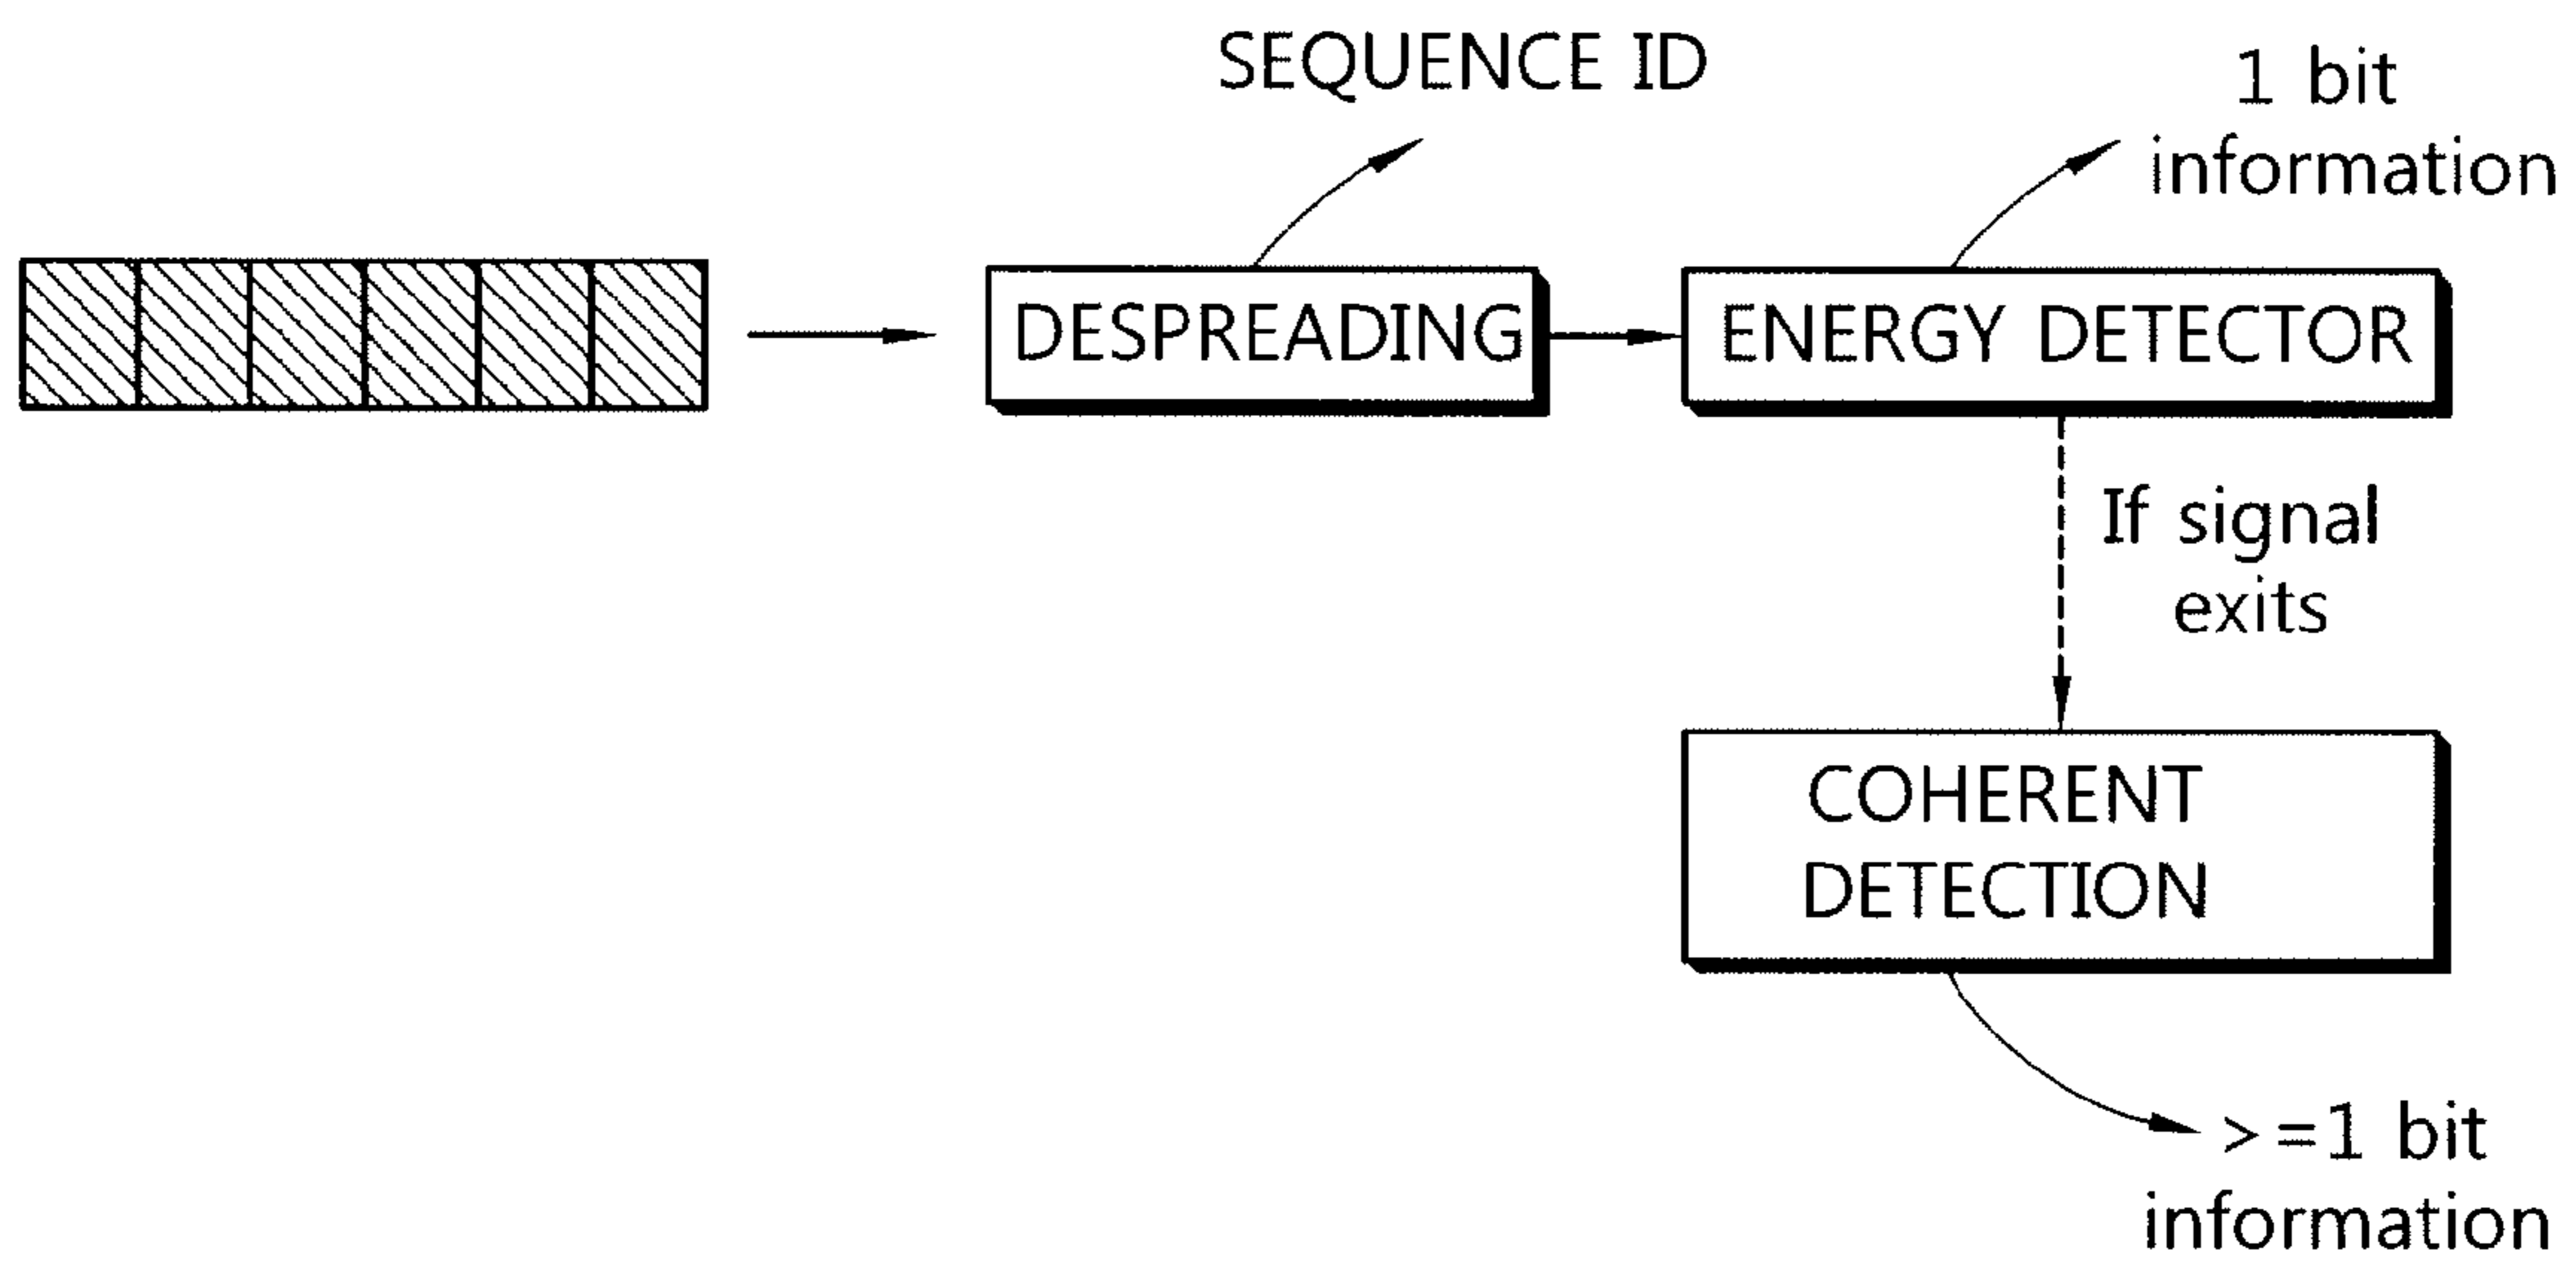 SEQUENCE ID
1 bit
information
DESPREADING
ENERGY DETECTOR
If signal
exits
COHERENT
DETECTION
>=1 bit
information